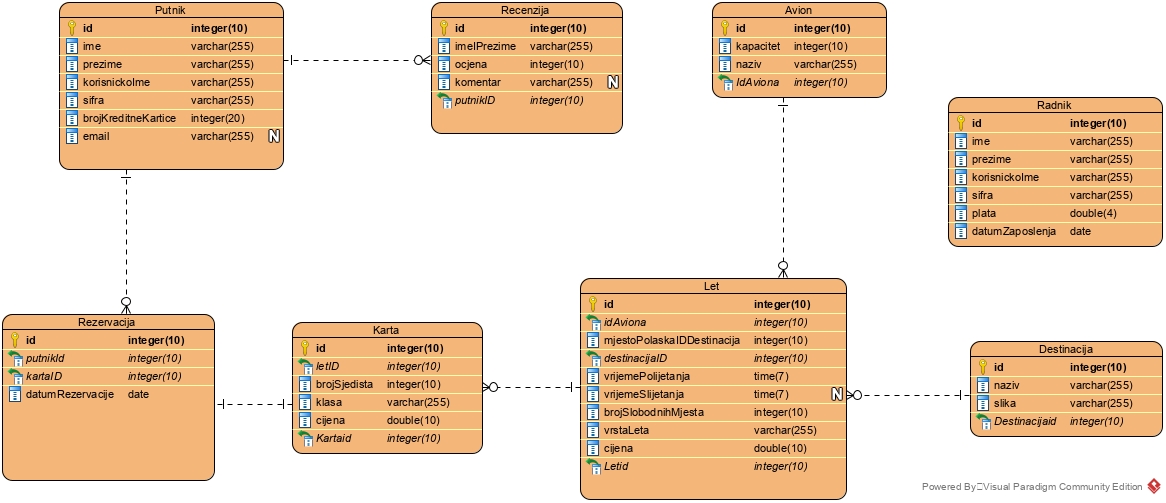 Putnik
id integer(10)
ime varchar(255)
prezime varchar(255)
korisnickoIme varchar(255)
sifra varchar(255)
brojKreditneKartice integer(20)
email varchar(255) N
Recenzija
id integer(10)
imeIPrezime varchar(255)
ocjena integer(10)
komentar varchar(255) N
putnikID integer(10)
Avion
id integer(10)
kapacitet integer(10)
naziv varchar(255)
IdAviona integer(10)
Radnik
id integer(10)
ime varchar(255)
prezime varchar(255)
korisnickoIme varchar(255)
sifra varchar(255)
plata double(4)
datumZaposlenja date
Rezervacija
id integer(10)
putnikId integer(10)
kartaID integer(10)
datumRezervacije date
Karta
id integer(10)
letID integer(10)
brojSjedista integer(10)
klasa varchar(255)
cijena double(10)
Kartaid integer(10)
Let
id integer(10)
idAviona integer(10)
mjestoPolaskaIDDestinacija integer(10)
destinacijaID integer(10)
vrijemePolijetanja time(7)
vrijemeSlijetanja time(7) N
brojSlobodnihMjesta integer(10)
vrstaLeta varchar(255)
cijena double(10)
Letid integer(10)
Destinacija
id integer(10)
naziv varchar(255)
slika varchar(255)
Destinacijaid integer(10)
Powered By Visual Paradigm Community Edition